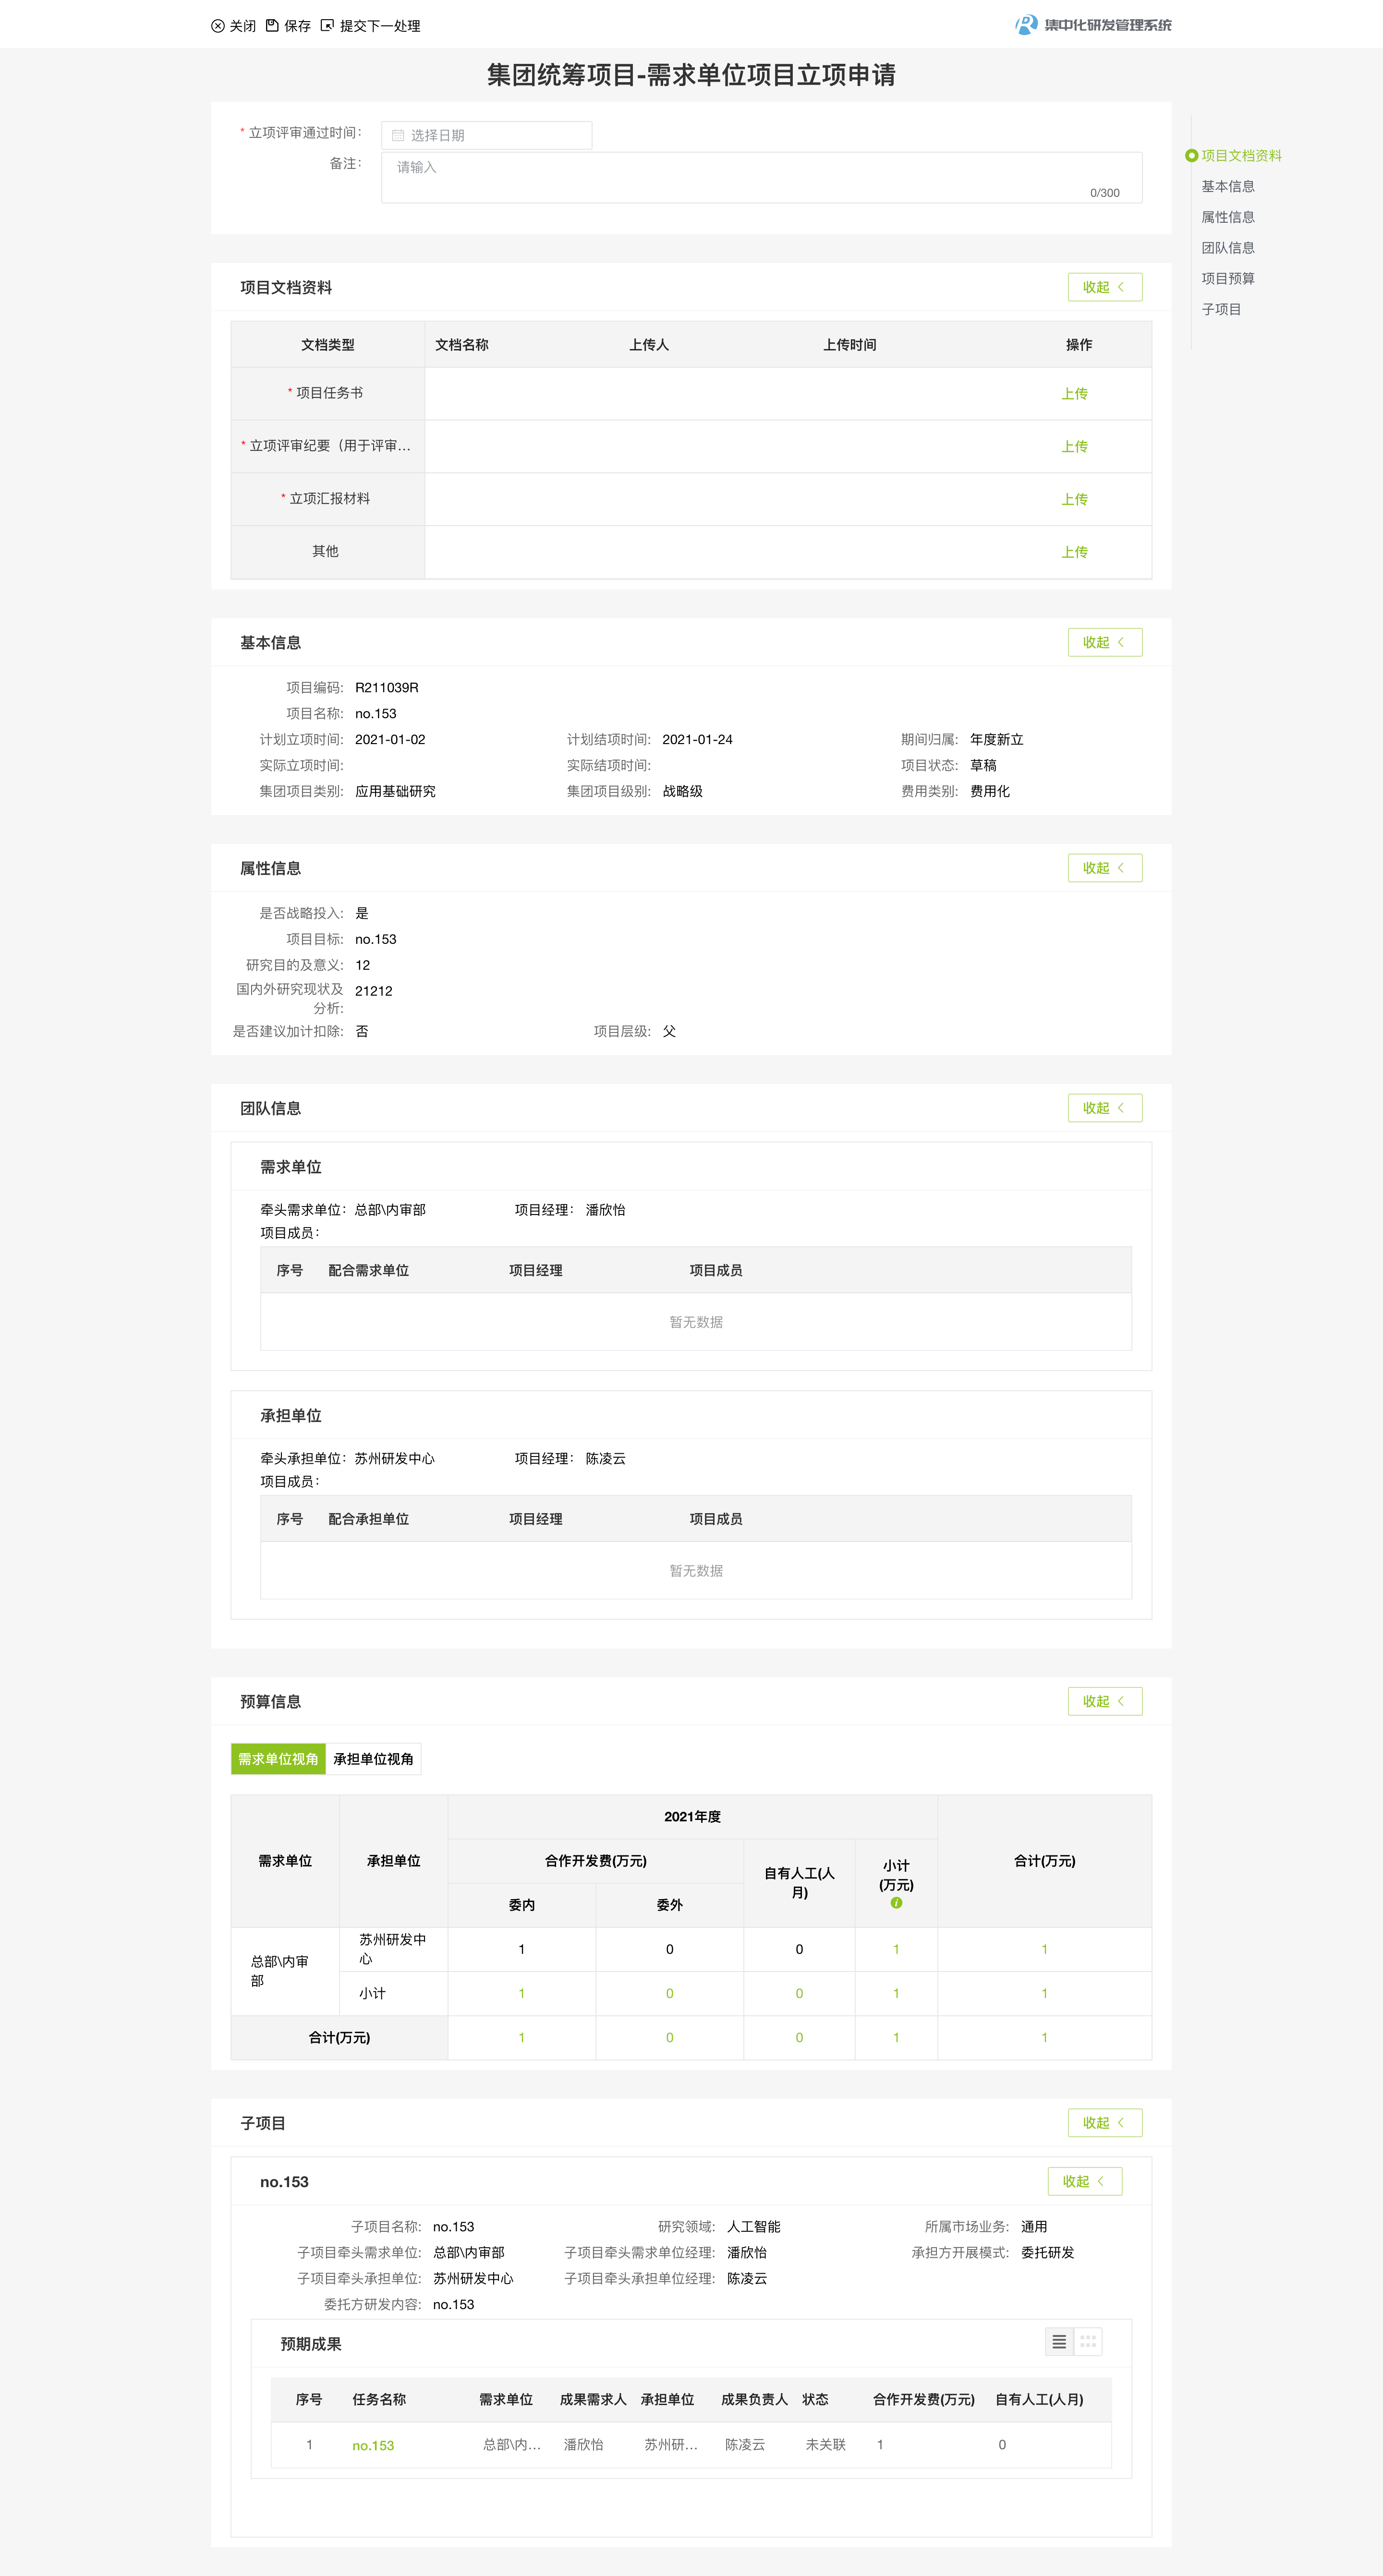 关闭 保存 提交下一处理
集中化研发管理系统
集团统筹项目-需求单位项目立项申请
* 立项评审通过时间: 选择日期
备注: 请输入
0/300
项目文档资料
基本信息
属性信息
团队信息
项目预算
子项目
项目文档资料 收起
文档类型 文档名称 上传人 上传时间 操作
* 项目任务书 上传
* 立项评审纪要（用于评审... 上传
* 立项汇报材料 上传
其他 上传
基本信息 收起
项目编码: R211039R
项目名称: no.153
计划立项时间: 2021-01-02 计划结项时间: 2021-01-24 期间归属: 年度新立
实际立项时间: 实际结项时间: 项目状态: 草稿
集团项目类别: 应用基础研究 集团项目级别: 战略级 费用类别: 费用化
属性信息 收起
是否战略投入: 是
项目目标: no.153
研究目的及意义: 12
国内外研究现状及 21212
分析:
是否建议加计扣除: 否 项目层级: 父
团队信息 收起
需求单位
牵头需求单位: 总部\内审部 项目经理: 潘欣怡
项目成员:
序号 配合需求单位 项目经理 项目成员
暂无数据
承担单位
牵头承担单位: 苏州研发中心 项目经理: 陈凌云
项目成员:
序号 配合承担单位 项目经理 项目成员
暂无数据
预算信息 收起
需求单位视角 承担单位视角
需求单位 承担单位 2021年度 合计(万元)
合作开发费(万元) 自有人工(人
月) 小计
(万元)
委内 委外
总部\内审
部 苏州研发中
心 1 0 0 1 1
小计 1 0 0 1 1
合计(万元) 1 0 0 1 1
子项目 收起
no.153 收起
子项目名称: no.153 研究领域: 人工智能 所属市场业务: 通用
子项目牵头需求单位: 总部\内审部 子项目牵头需求单位经理: 潘欣怡 承担方开展模式: 委托研发
子项目牵头承担单位: 苏州研发中心 子项目牵头承担单位经理: 陈凌云
委托方研发内容: no.153
预期成果
序号 任务名称 需求单位 成果需求人 承担单位 成果负责人 状态 合作开发费(万元) 自有人工(人月)
1 no.153 总部\内... 潘欣怡 苏州研... 陈凌云 未关联 1 0